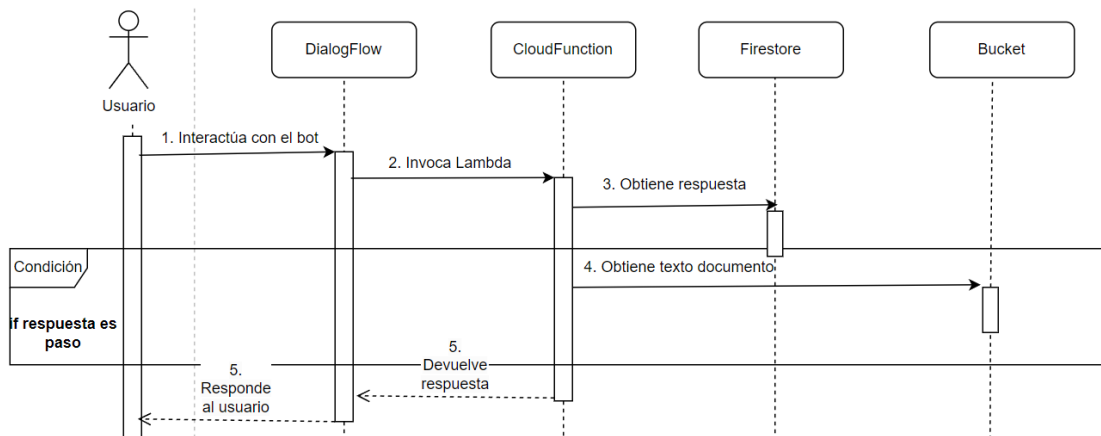 DialogFlow
CloudFunction
Firestore
Bucket
Usuario
1. Interactúa con el bot
2. Invoca Lambda
3. Obtiene respuesta
Condición
4. Obtiene texto documento
if respuesta es
paso
5.
Devuelve
respuesta
5.
Responde
al usuario